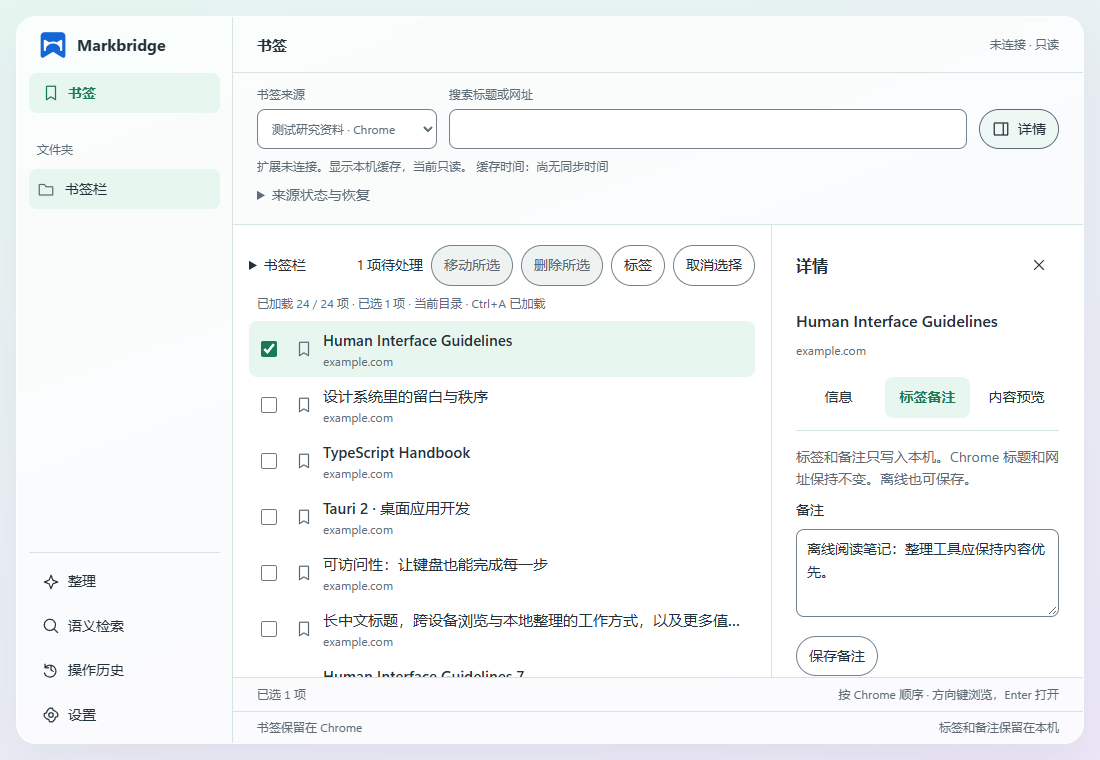 Markbridge
书签
文件夹
书签栏
整理
语义检索
操作历史
设置
书签
未连接 · 只读
书签来源
搜索标题或网址
测试研究资料 · Chrome
详情
扩展未连接。显示本机缓存，当前只读。 缓存时间：尚无同步时间
来源状态与恢复
书签栏
1 项待处理
移动所选
删除所选
标签
取消选择
已加载 24 / 24 项 · 已选 1 项 · 当前目录 · Ctrl+A 已加载
Human Interface Guidelines
example.com
设计系统里的留白与秩序
example.com
TypeScript Handbook
example.com
Tauri 2 · 桌面应用开发
example.com
可访问性：让键盘也能完成每一步
example.com
长中文标题，跨设备浏览与本地整理的工作方式，以及更多值...
example.com
Human Interface Guidelines 7
详情
Human Interface Guidelines
example.com
信息
标签备注
内容预览
标签和备注只写入本机。Chrome 标题和网
址保持不变。离线也可保存。
备注
离线阅读笔记：整理工具应保持内容优
先。
保存备注
已选 1 项
按 Chrome 顺序 · 方向键浏览，Enter 打开
书签保留在 Chrome
标签和备注保留在本机